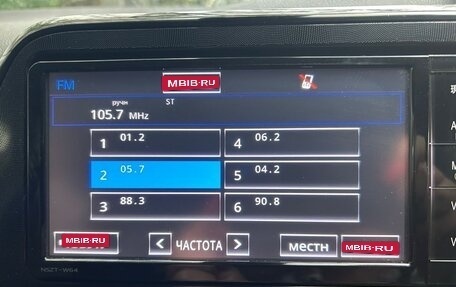 FM
MBIB·RU
ручн
ST
105.7 MHz
1 01.2
4 06.2
2 05.7
5 04.2
3 88.3
6 90.8
MBIB·RU
< ЧАСТОТА >
местн
MBIB·RU
NSZT-W64